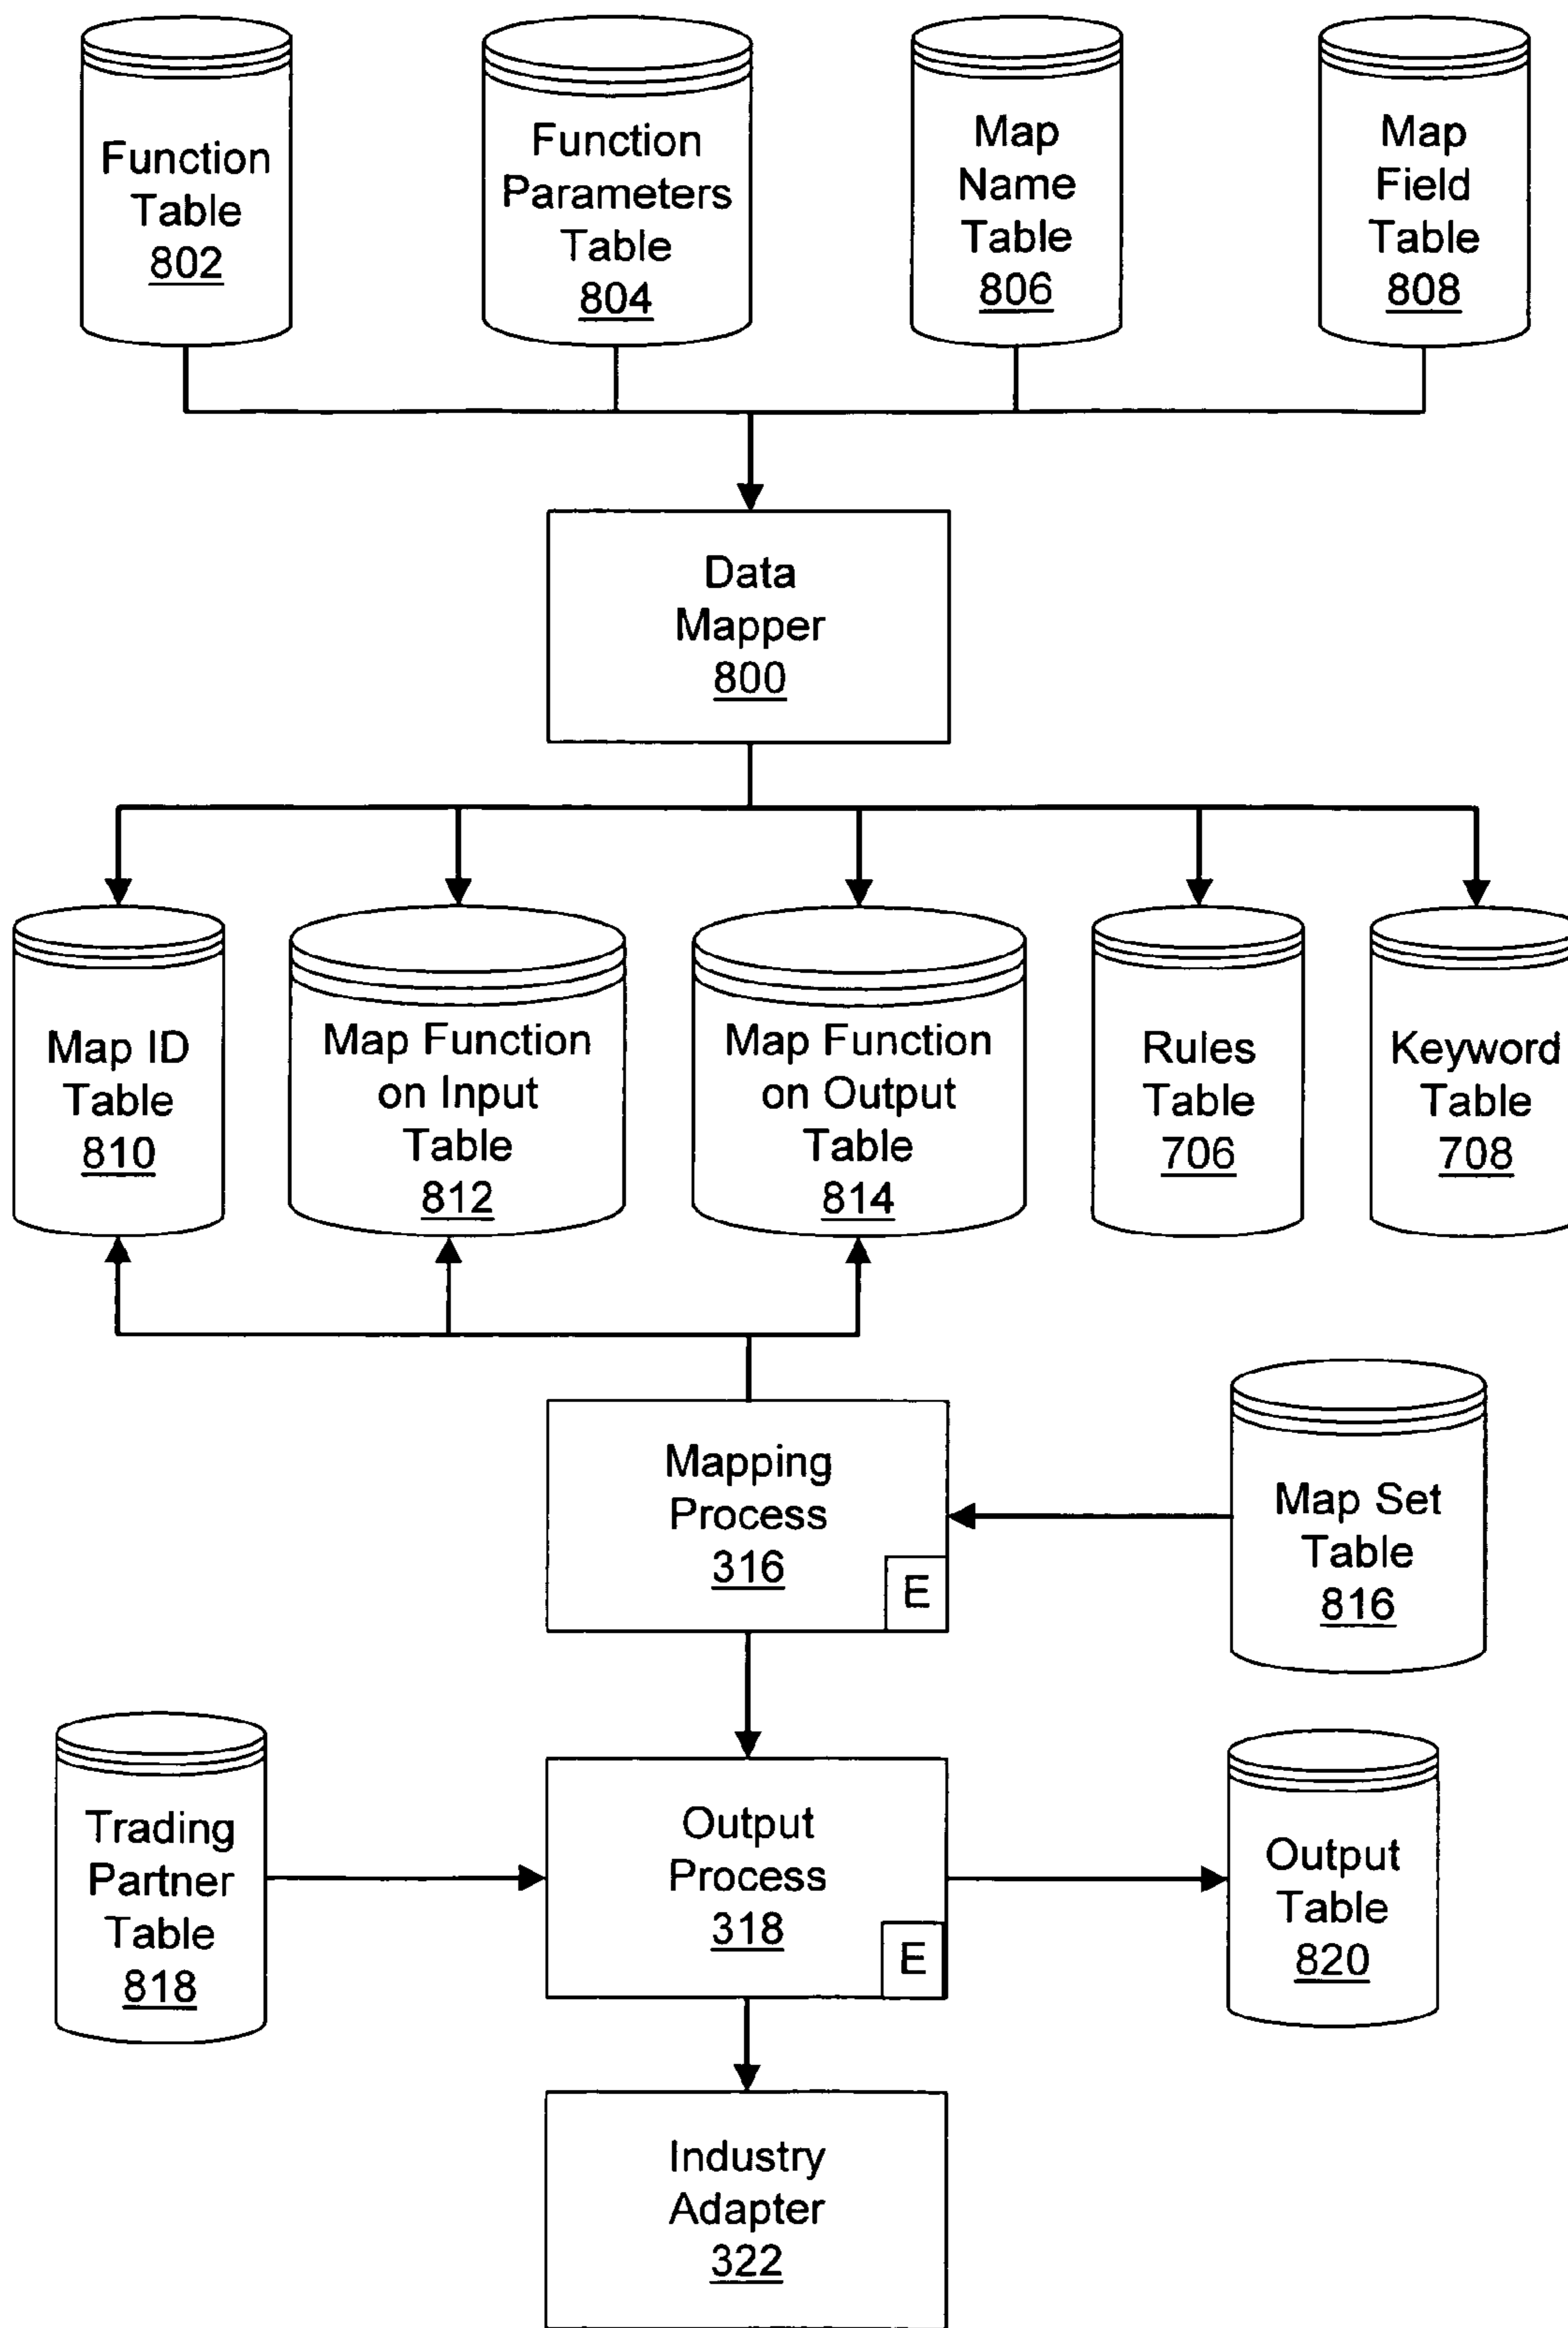 Function
Table
802
Function
Parameters
Table
804
Map
Name
Table
806
Map
Field
Table
808
Data
Mapper
800
Map ID
Table
810
Map Function
on Input
Table
812
Map Function
on Output
Table
814
Rules
Table
706
Keyword
Table
708
Mapping
Process
316
E
Map Set
Table
816
Trading
Partner
Table
818
Output
Process
318
E
Output
Table
820
Industry
Adapter
322